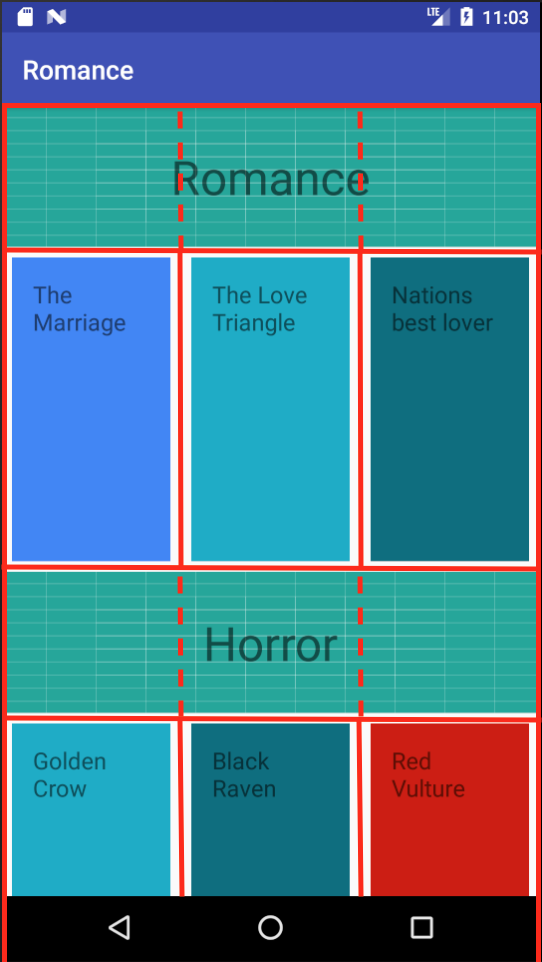 LTE 11:03
Romance
Romance
The
Marriage
The Love
Triangle
Nations
best lover
Horror
Golden
Crow
Black
Raven
Red
Vulture